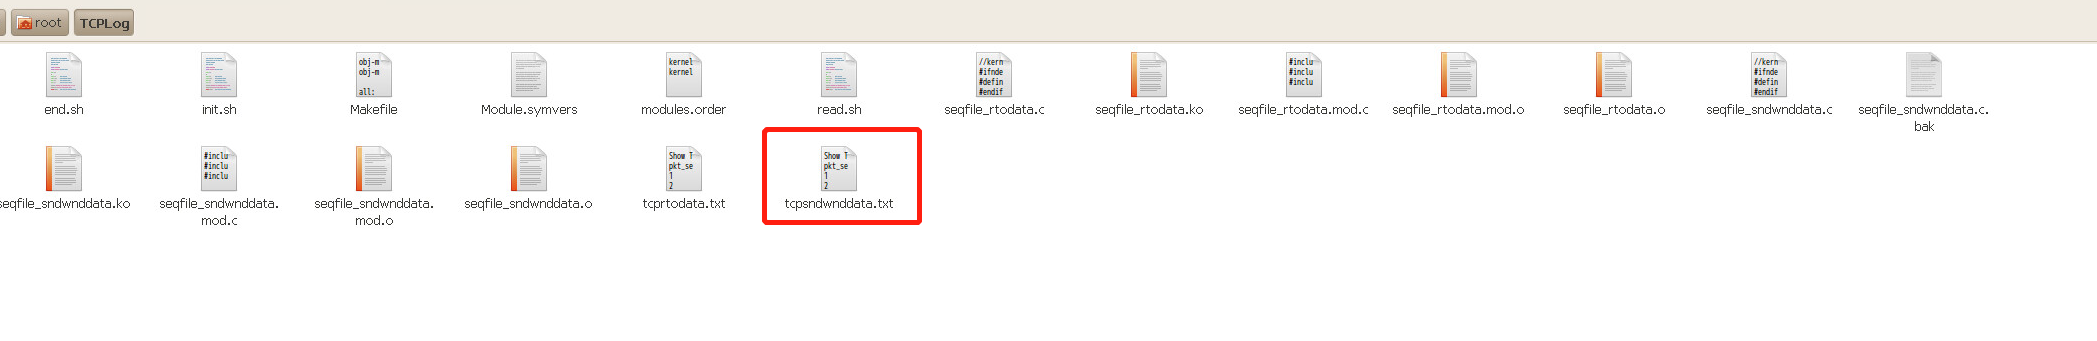 root TCPLog
obj-m
obj-m
all:
kernel
kernel
//kern
#ifnde
#defin
#endif
#inclu
#inclu
#inclu
//kern
#ifnde
#defin
#endif
end.sh init.sh Makefile Module.symvers modules.order read.sh seqfile_rtodata.c seqfile_rtodata.ko seqfile_rtodata.mod.c seqfile_rtodata.mod.o seqfile_rtodata.o seqfile_sndwnddata.c seqfile_sndwnddata.c.
bak
#inclu
#inclu
#inclu
Show T
pkt_se
1
2
Show T
pkt_se
1
2
seqfile_sndwnddata.ko seqfile_sndwnddata. seqfile_sndwnddata. seqfile_sndwnddata.o tcprtodata.txt tcpsndwnddata.txt
mod.c mod.o